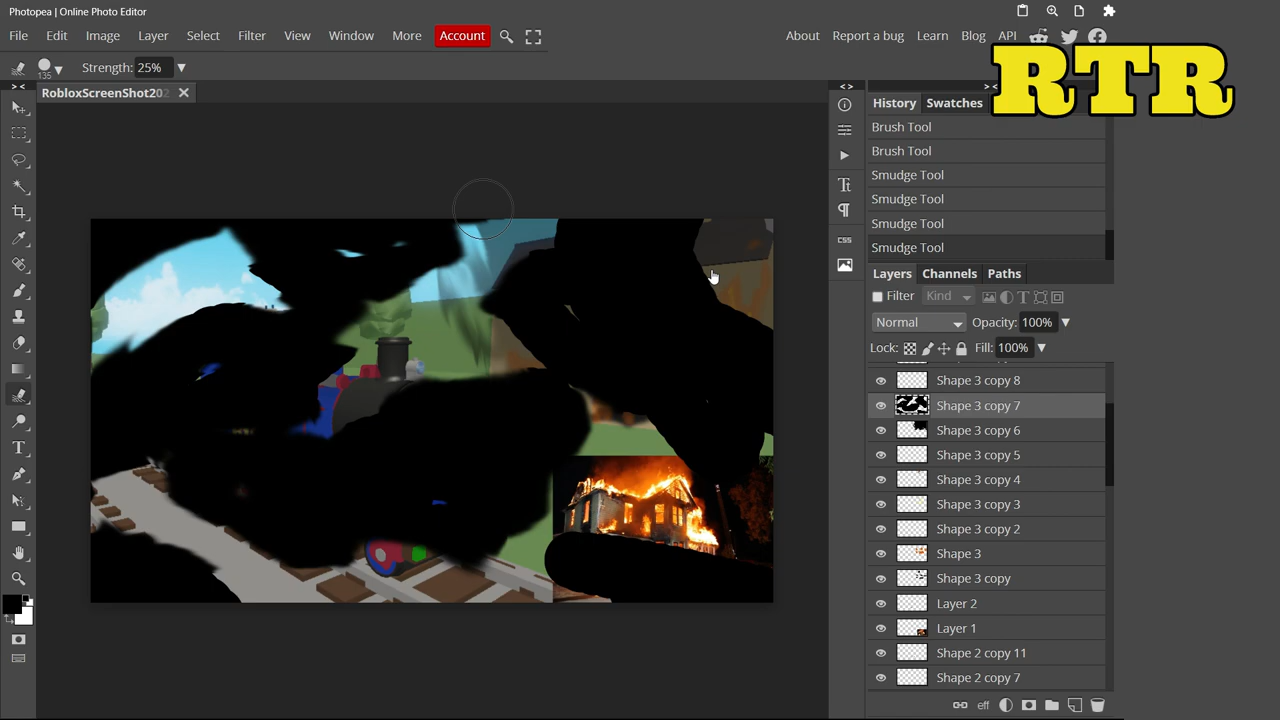 Photopea | Online Photo Editor
File Edit Image Layer Select Filter View Window More Account About Report a bug Learn Blog API
135 Strength: 25%
RobloxScreenShot202
RTR
History Swatches
Brush Tool
Brush Tool
Smudge Tool
Smudge Tool
Smudge Tool
Smudge Tool
CSS
Layers Channels Paths
Filter Kind
Normal Opacity: 100%
Lock: Fill: 100%
Shape 3 copy 8
Shape 3 copy 7
Shape 3 copy 6
Shape 3 copy 5
Shape 3 copy 4
Shape 3 copy 3
Shape 3 copy 2
Shape 3
Shape 3 copy
Layer 2
Layer 1
Shape 2 copy 11
Shape 2 copy 7
eff